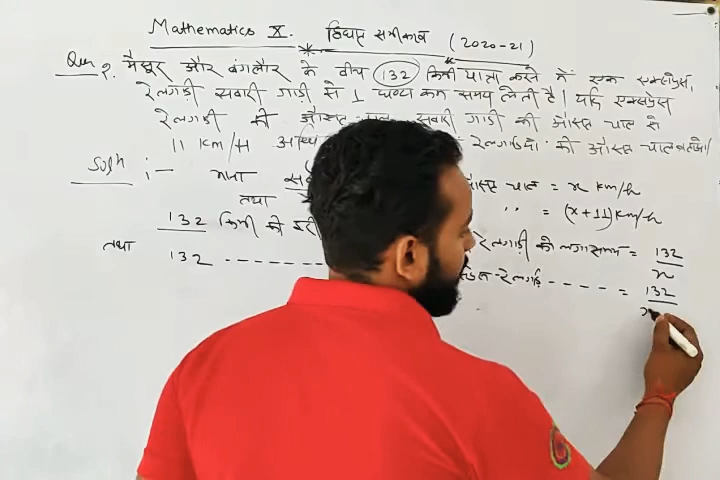 Mathematics X. द्विघात समीकरण (2020-21)
Que २. मैसूर और बंगलौर के बीच 132 किमी यात्रा करने में एक एक्सप्रेस
रेलगाड़ी सवारी गाड़ी से 1 घण्टा कम समय लेती है। यदि एक्सप्रेस
रेलगाड़ी की औसत सवारी गाड़ी की औसत चाल से
11 km/H रेलगाड़ियों की औसत चाल बताओ।
Solⁿ :- माना औसत चाल = x km/h
तथा '' = (x+11) km/h
132 किमी की रेलगाड़ी को लगा समय = 132/x
तथा 132 -------- रेलगाड़ी ----- = 132/x